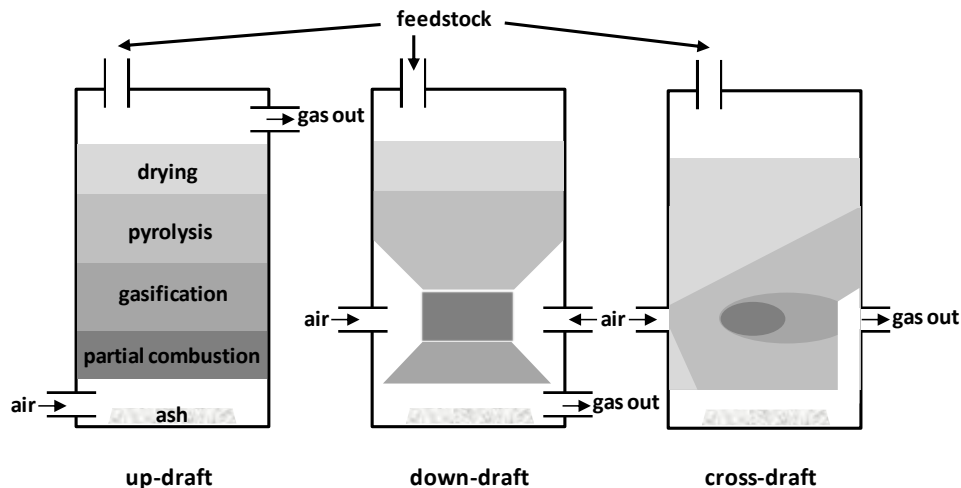 feedstock
gas out
drying
pyrolysis
gasification
partial combustion
air
ash
air
air
gas out
gas out
up-draft
down-draft
cross-draft